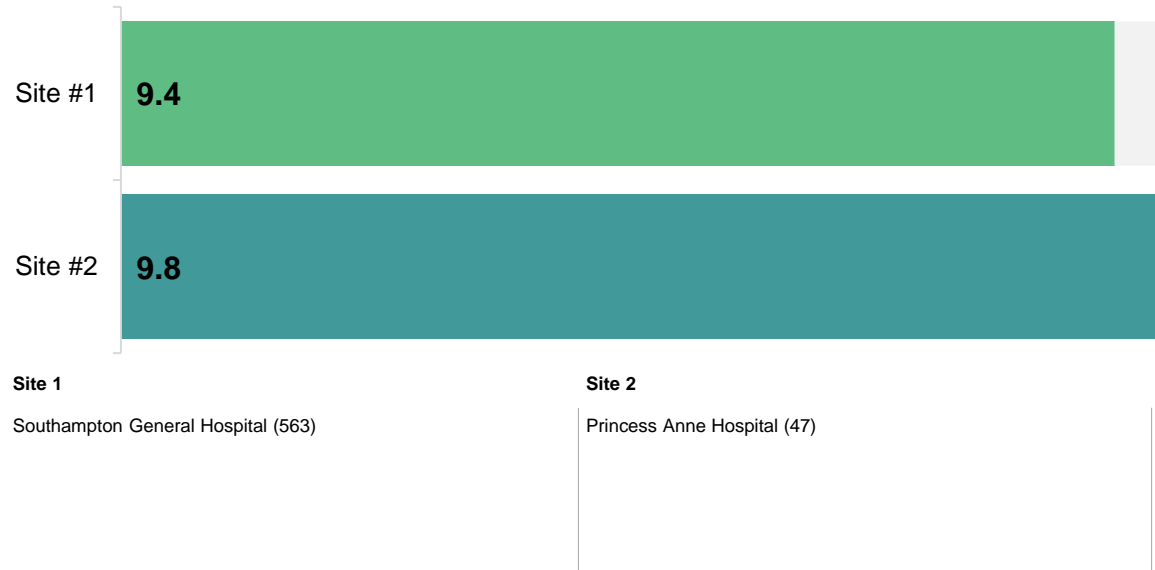 Site #1
9.4
Site #2
9.8
Site 1
Site 2
Southampton General Hospital (563)
Princess Anne Hospital (47)